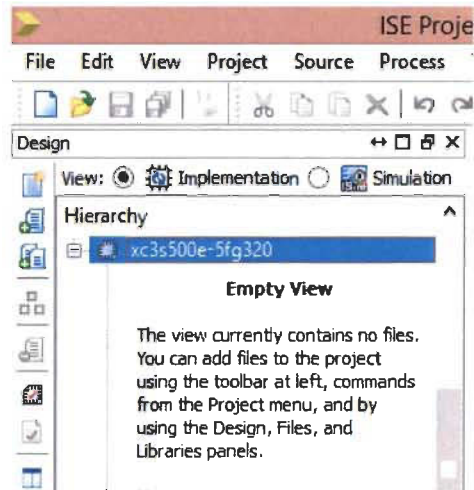 ISE Proje
File Edit View Project Source Process
Design
View: Implementation Simulation
Hierarchy
xc3s500e-5fg320
Empty View
The view currently contains no files.
You can add files to the project
using the toolbar at left, commands
from the Project menu, and by
using the Design, Files, and
Libraries panels.